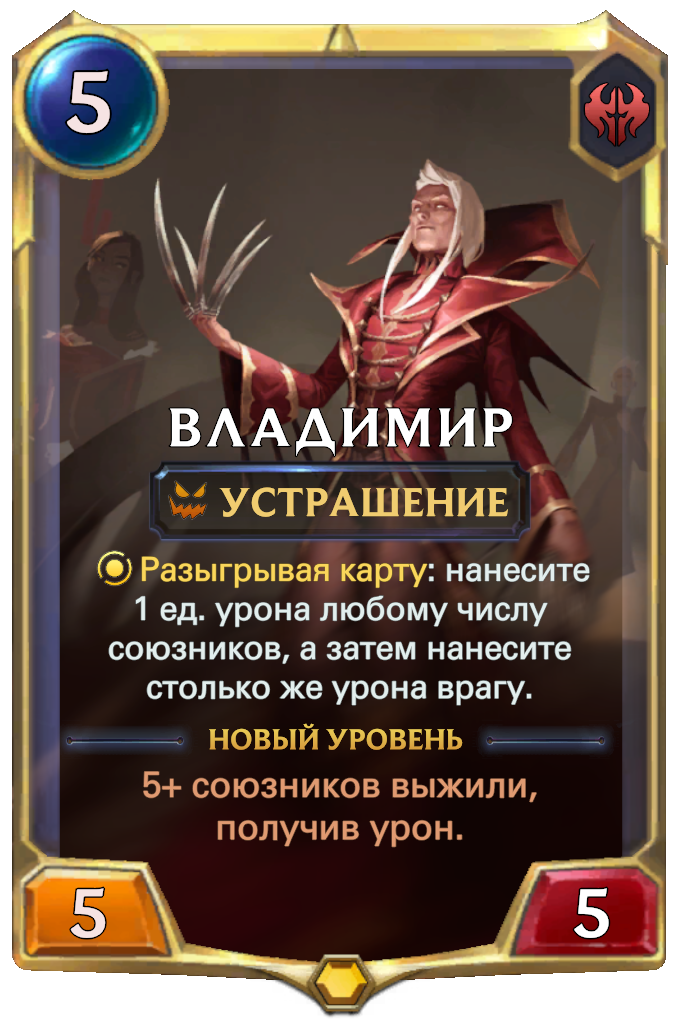 5
ВЛАДИМИР
УСТРАШЕНИЕ
Разыгрывая карту: нанесите
1 ед. урона любому числу
союзников, а затем нанесите
столько же урона врагу.
НОВЫЙ УРОВЕНЬ
5+ союзников выжили,
получив урон.
5
5